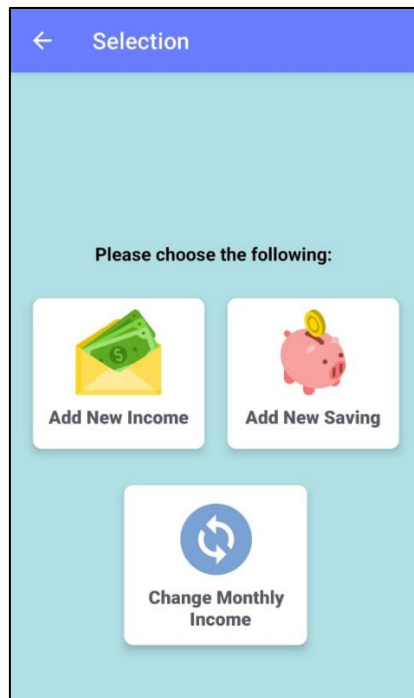 Selection
Please choose the following:
$
Add New Income
Add New Saving
Change Monthly
Income